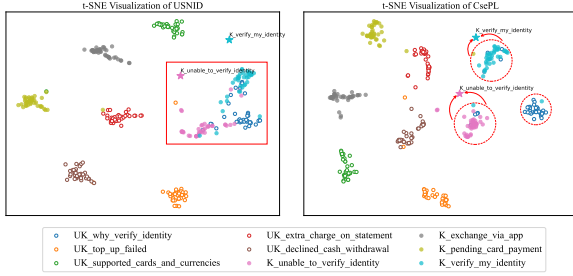 t-SNE Visualization of USNID
t-SNE Visualization of CsePL
K_verify_my_identity
K_unable_to_verify_identity
K_verify_my_identity
K_unable_to_verify_identity
UK_why_verify_identity
UK_extra_charge_on_statement
K_exchange_via_app
UK_top_up_failed
UK_declined_cash_withdrawal
K_pending_card_payment
UK_supported_cards_and_currencies
K_unable_to_verify_identity
K_verify_my_identity